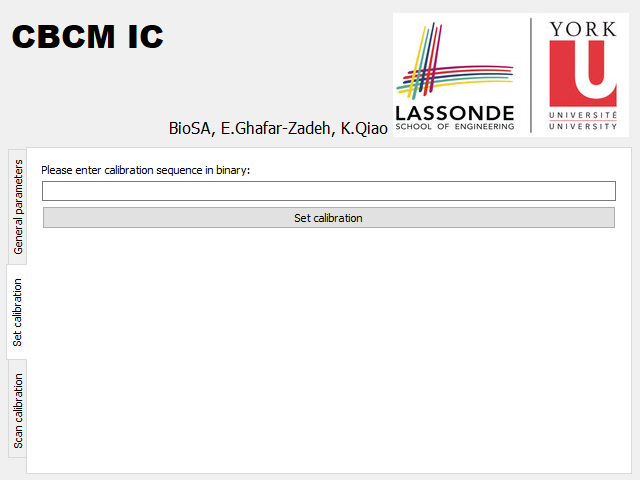 CBCM IC
BioSA, E.Ghafar-Zadeh, K.Qiao
LASSONDE
SCHOOL OF ENGINEERING
YORK
U
UNIVERSITÉ
UNIVERSITY
General parameters
Set calibration
Scan calibration
Please enter calibration sequence in binary:
Set calibration